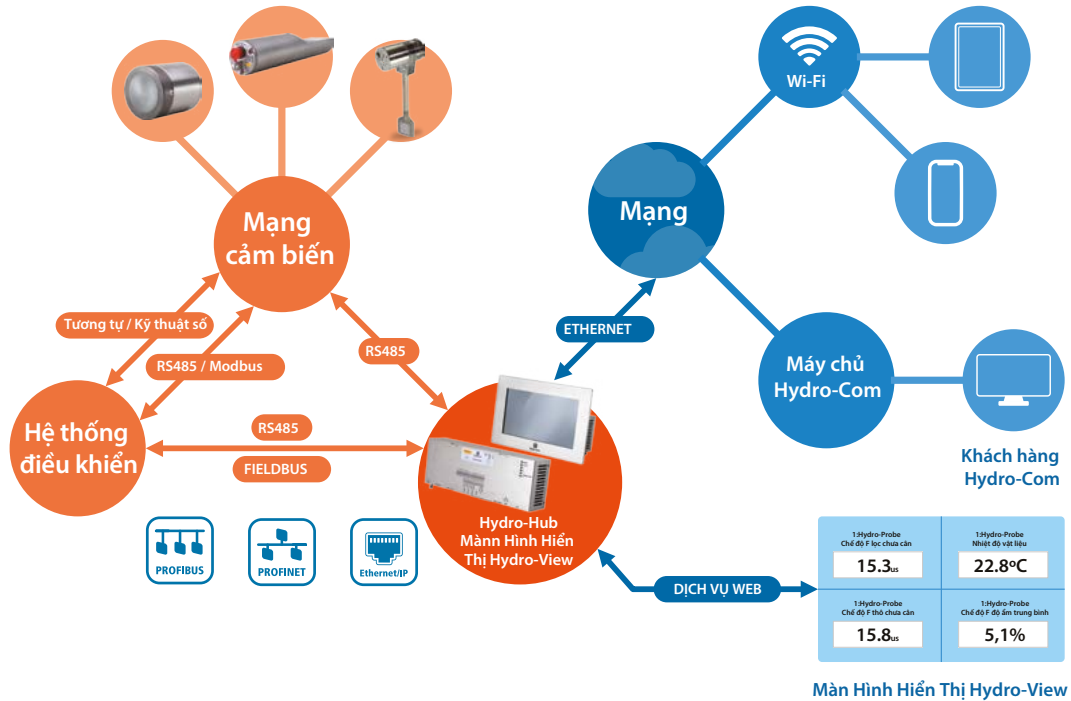 Wi-Fi
Mạng
cảm biến
Mạng
Tương tự / Kỹ thuật số
ETHERNET
RS485
RS485 / Modbus
Máy chủ
Hydro-Com
Hệ thống
điều khiển
RS485
FIELDBUS
Khách hàng
Hydro-Com
Hydro-Hub
Mànn Hình Hiển
Thị Hydro-View
PROFIBUS
PROFINET
Ethernet/IP
DỊCH VỤ WEB
1:Hydro-Probe
Chế độ F lọc chưa cân
15.3us
1:Hydro-Probe
Nhiệt độ vật liệu
22.8ºC
1:Hydro-Probe
Chế độ F thô chưa cân
15.8us
1:Hydro-Probe
Chế độ F độ ẩm trung bình
5,1%
Màn Hình Hiển Thị Hydro-View